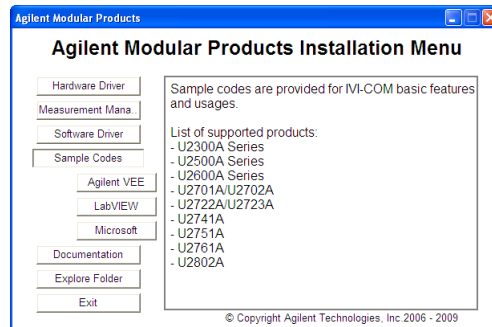 Agilent Modular Products
Agilent Modular Products Installation Menu
Hardware Driver
Measurement Mana..
Software Driver
Sample Codes
Agilent VEE
LabVIEW
Microsoft
Documentation
Explore Folder
Exit
Sample codes are provided for IVI-COM basic features
and usages.
List of supported products:
- U2300A Series
- U2500A Series
- U2600A Series
- U2701A/U2702A
- U2722A/U2723A
- U2741A
- U2751A
- U2761A
- U2802A
© Copyright Agilent Technologies, Inc.2006 - 2009